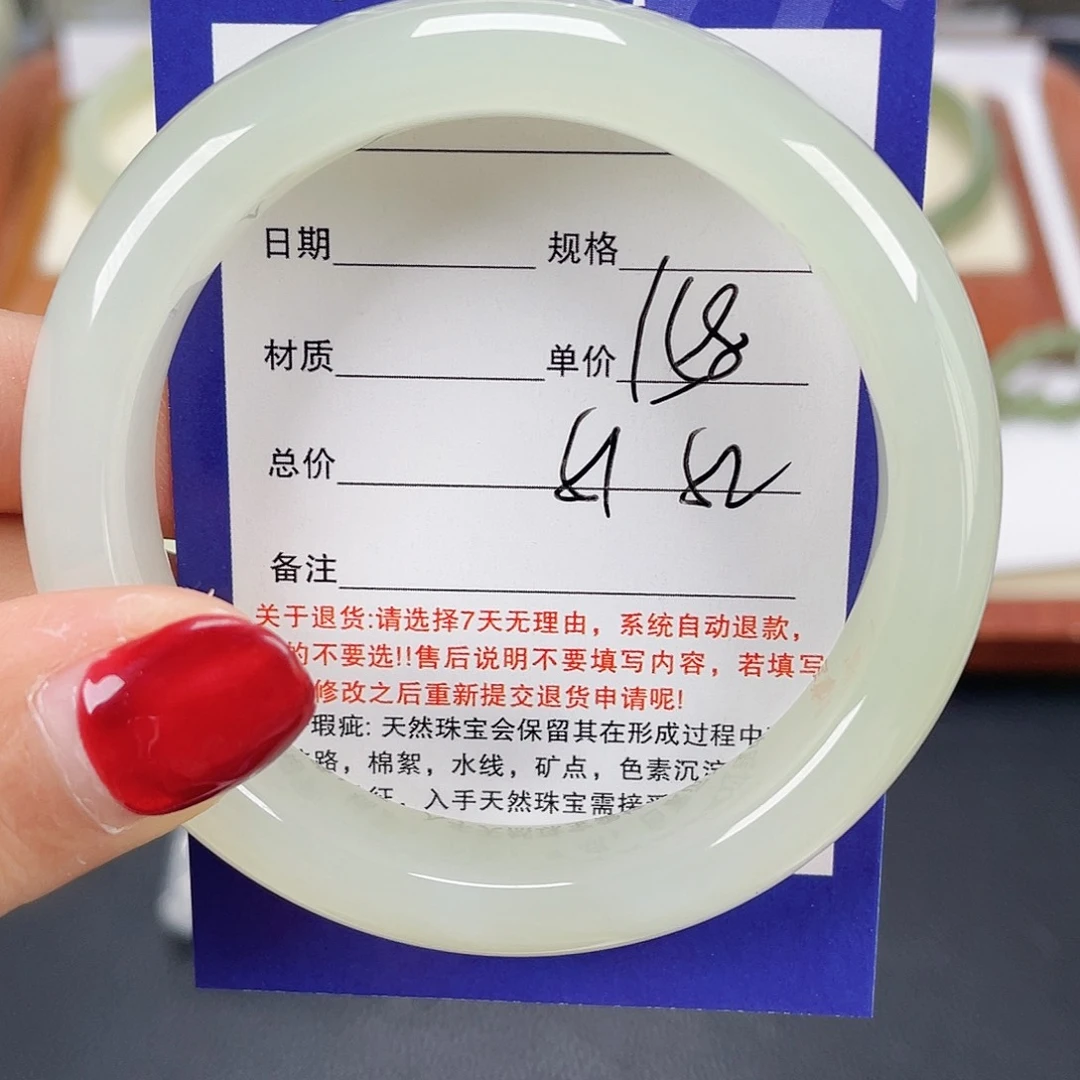 日期 规格
材质 单价
总价
备注
关于退货:请选择7天无理由，系统自动退款，
的不要选!!售后说明不要填写内容，若填写
修改之后重新提交退货申请呢!
瑕疵: 天然珠宝会保留其在形成过程中
路，棉絮，水线，矿点，色素沉淀
征，入手天然珠宝需接受